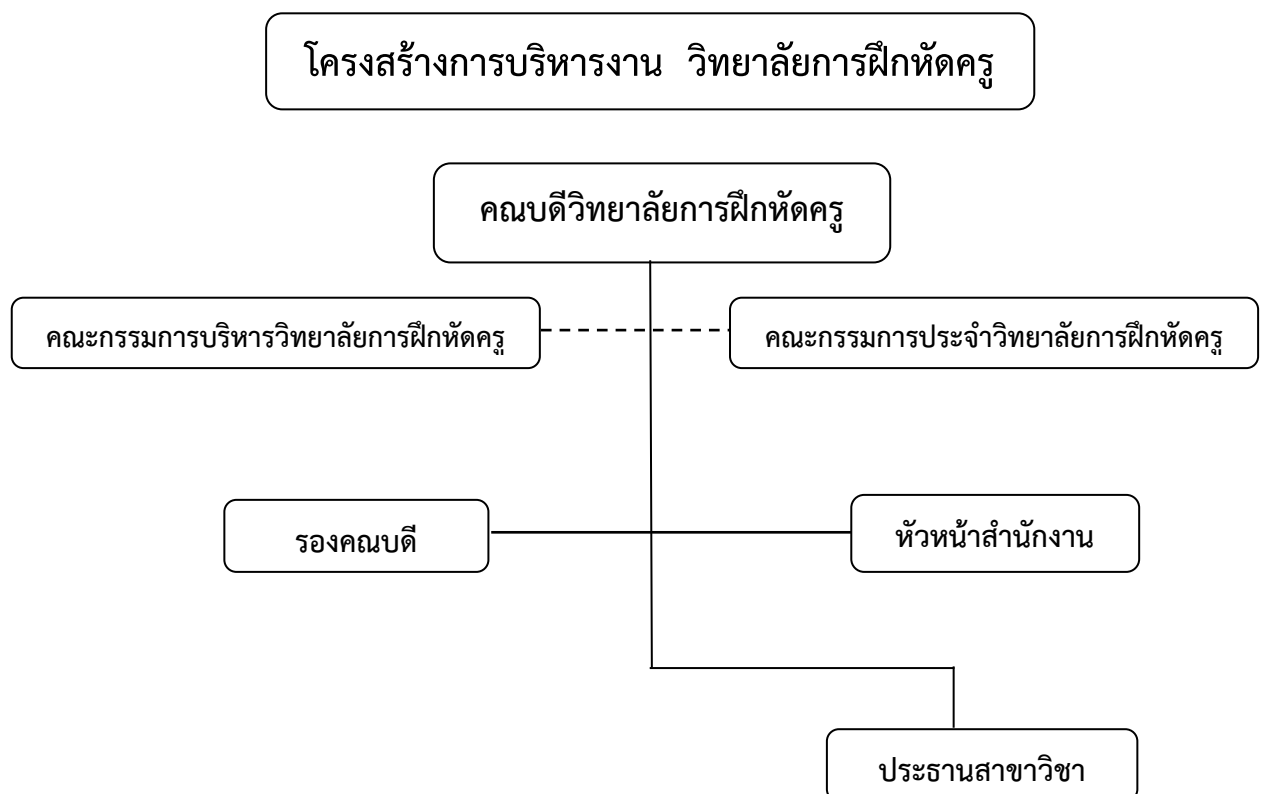 โครงสร้างการบริหารงาน วิทยาลัยการฝึกหัดครู
คณบดีวิทยาลัยการฝึกหัดครู
คณะกรรมการบริหารวิทยาลัยการฝึกหัดครู
คณะกรรมการประจำวิทยาลัยการฝึกหัดครู
รองคณบดี
หัวหน้าสำนักงาน
ประธานสาขาวิชา